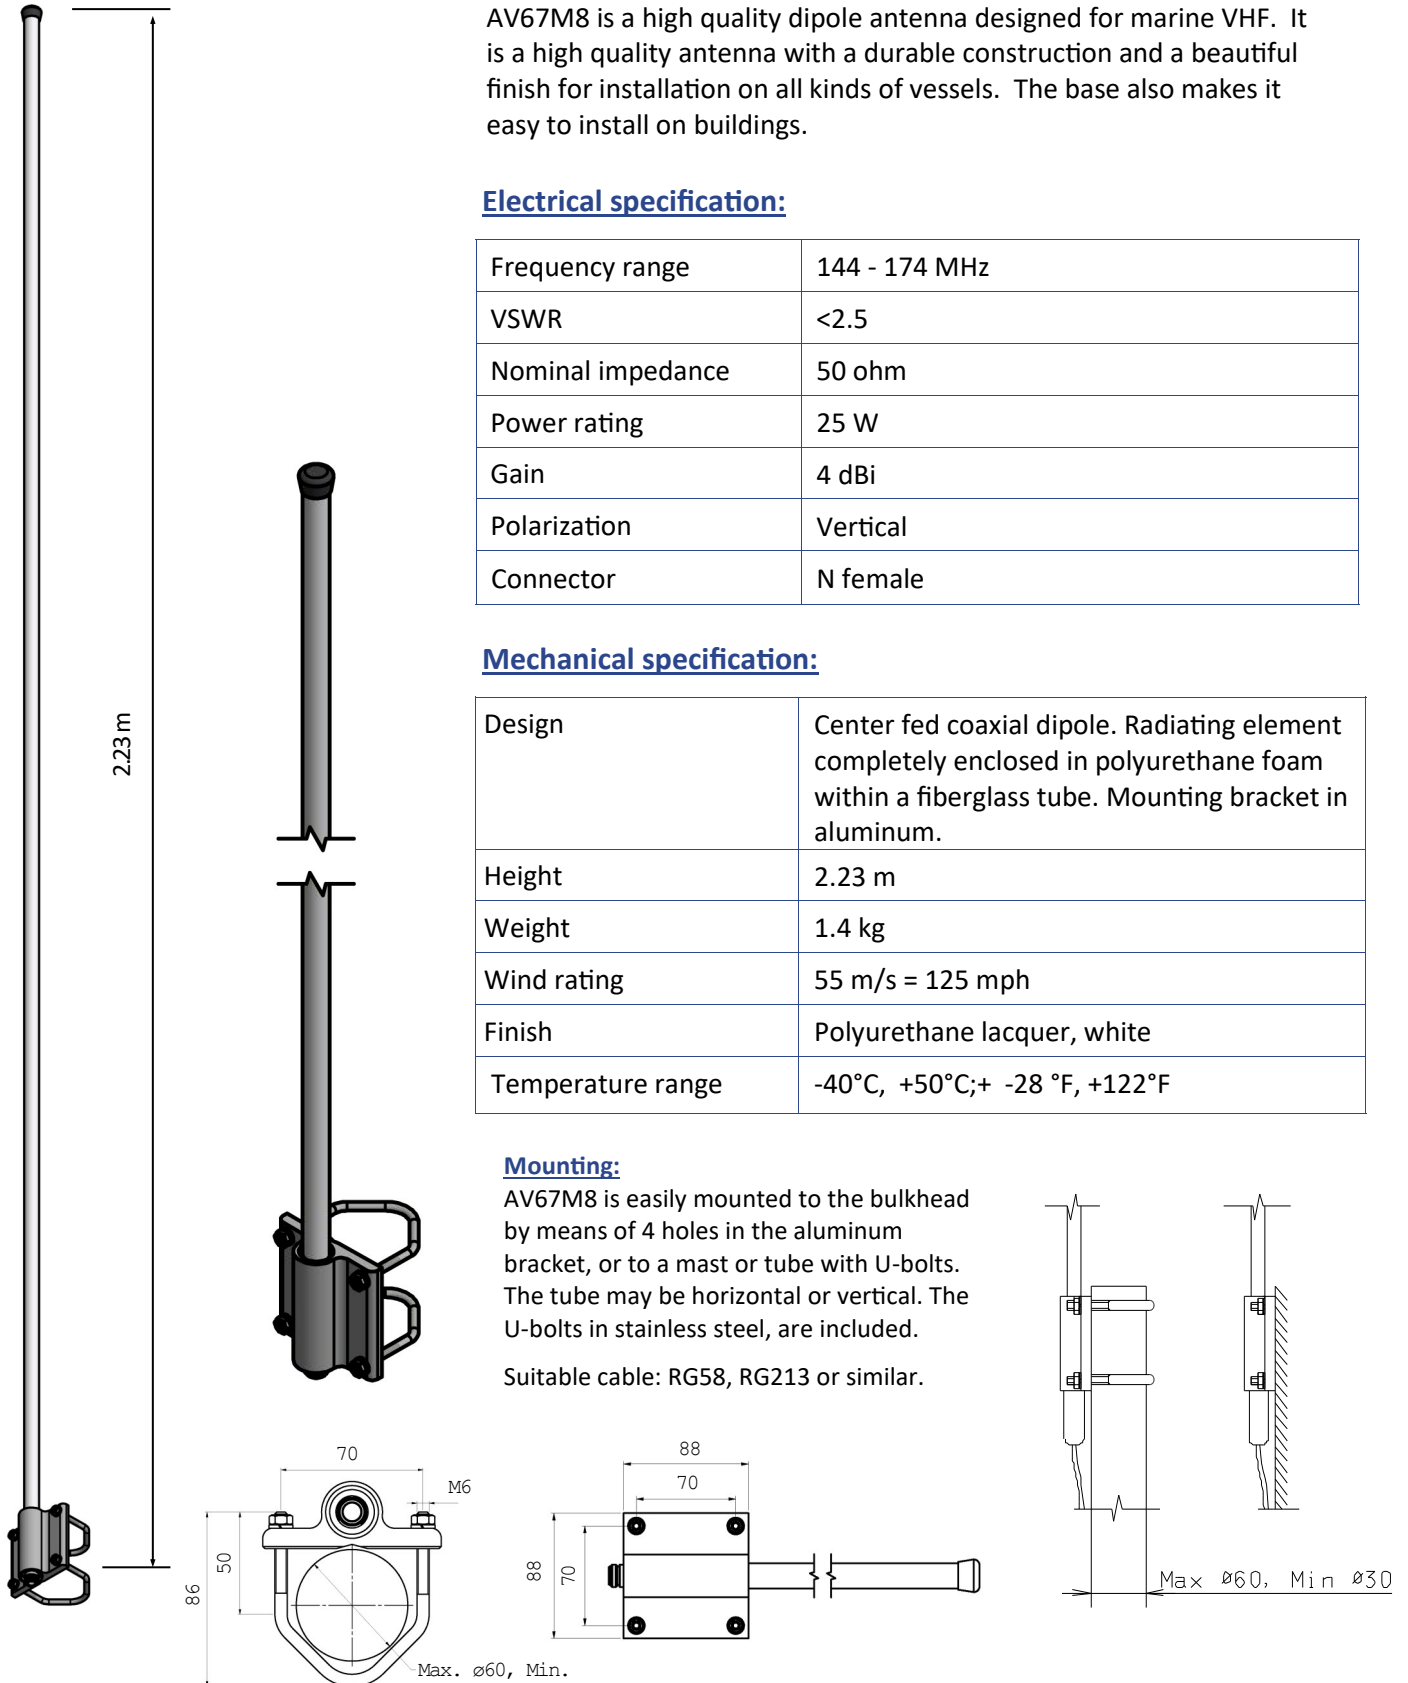 AV67M8 is a high quality dipole antenna designed for marine VHF.  It
is a high quality antenna with a durable construction and a beautiful
finish for installation on all kinds of vessels.  The base also makes it
easy to install on buildings.
Electrical specification:
Frequency range 144 - 174 MHz
VSWR <2.5
Nominal impedance 50 ohm
Power rating 25 W
Gain 4 dBi
Polarization Vertical
Connector N female
Mechanical specification:
Design Center fed coaxial dipole. Radiating element
completely enclosed in polyurethane foam
within a fiberglass tube. Mounting bracket in
aluminum.
Height 2.23 m
Weight 1.4 kg
Wind rating 55 m/s = 125 mph
Finish Polyurethane lacquer, white
Temperature range -40°C,  +50°C;+  -28 °F, +122°F
2.23 m
Mounting:
AV67M8 is easily mounted to the bulkhead
by means of 4 holes in the aluminum
bracket, or to a mast or tube with U-bolts.
The tube may be horizontal or vertical. The
U-bolts in stainless steel, are included.
Suitable cable: RG58, RG213 or similar.
70
M6
50
86
Max. ø60, Min.
88
70
88
70
Max ø60, Min ø30